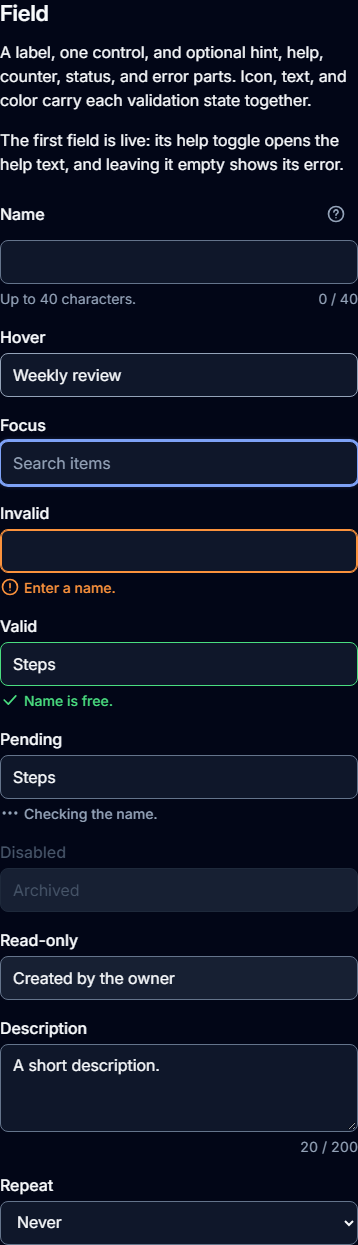 Field
A label, one control, and optional hint, help,
counter, status, and error parts. Icon, text, and
color carry each validation state together.
The first field is live: its help toggle opens the
help text, and leaving it empty shows its error.
Name
Up to 40 characters. 0 / 40
Hover
Weekly review
Focus
Search items
Invalid
Enter a name.
Valid
Steps
Name is free.
Pending
Steps
Checking the name.
Disabled
Archived
Read-only
Created by the owner
Description
A short description.
20 / 200
Repeat
Never